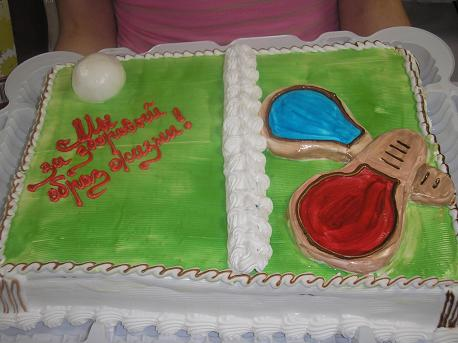 Мы
за здоровый
образ жизни!